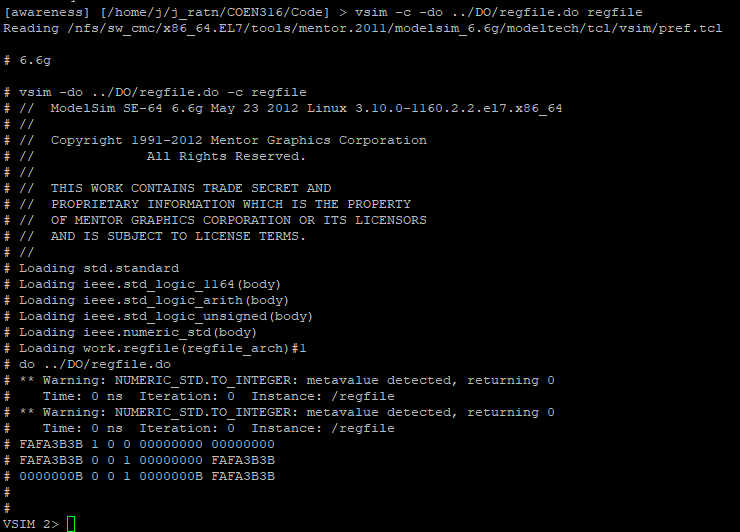 [awareness] [/home/j/j_ratn/COEN316/Code] > vsim -c -do ../DO/regfile.do regfile
Reading /nfs/sw_cmc/x86_64.EL7/tools/mentor.2011/modelsim_6.6g/modeltech/tcl/vsim/pref.tcl
# 6.6g
# vsim -do ../DO/regfile.do -c regfile
# //  ModelSim SE-64 6.6g May 23 2012 Linux 3.10.0-1160.2.2.el7.x86_64
# //
# //  Copyright 1991-2012 Mentor Graphics Corporation
# //              All Rights Reserved.
# //
# //  THIS WORK CONTAINS TRADE SECRET AND
# //  PROPRIETARY INFORMATION WHICH IS THE PROPERTY
# //  OF MENTOR GRAPHICS CORPORATION OR ITS LICENSORS
# //  AND IS SUBJECT TO LICENSE TERMS.
# //
# Loading std.standard
# Loading ieee.std_logic_1164(body)
# Loading ieee.std_logic_arith(body)
# Loading ieee.std_logic_unsigned(body)
# Loading ieee.numeric_std(body)
# Loading work.regfile(regfile_arch)#1
# do ../DO/regfile.do
# ** Warning: NUMERIC_STD.TO_INTEGER: metavalue detected, returning 0
#    Time: 0 ns  Iteration: 0  Instance: /regfile
# ** Warning: NUMERIC_STD.TO_INTEGER: metavalue detected, returning 0
#    Time: 0 ns  Iteration: 0  Instance: /regfile
# FAFA3B3B 1 0 0 00000000 00000000
# FAFA3B3B 0 0 1 00000000 FAFA3B3B
# 0000000B 0 0 1 0000000B FAFA3B3B
#
#
VSIM 2>